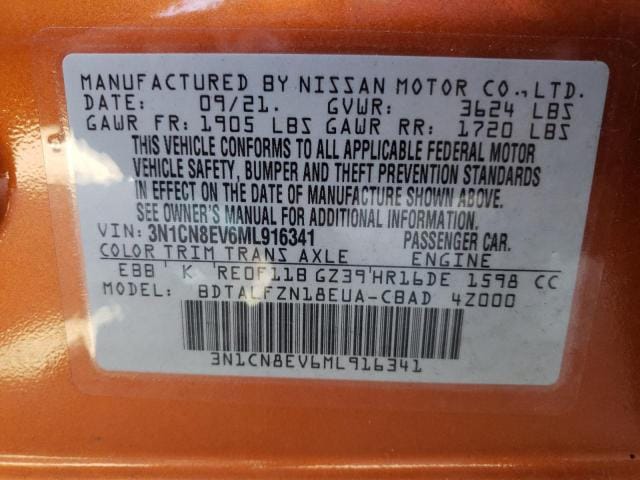 MANUFACTURED BY NISSAN MOTOR CO., LTD.
DATE: 09/21. GVWR: 3624 LBS
GAWR FR: 1905 LBS GAWR RR: 1720 LBS
THIS VEHICLE CONFORMS TO ALL APPLICABLE FEDERAL MOTOR
VEHICLE SAFETY, BUMPER AND THEFT PREVENTION STANDARDS
IN EFFECT ON THE DATE OF MANUFACTURE SHOWN ABOVE.
SEE OWNER'S MANUAL FOR ADDITIONAL INFORMATION.
VIN: 3N1CN8EV6ML916341 PASSENGER CAR.
COLOR TRIM TRANS AXLE ENGINE
EBB' K 'RE0F11B GZ39'HR16DE 1598 CC
MODEL: BDTALFZN18EUA-CBAD 4Z000
3N1CN8EV6ML916341